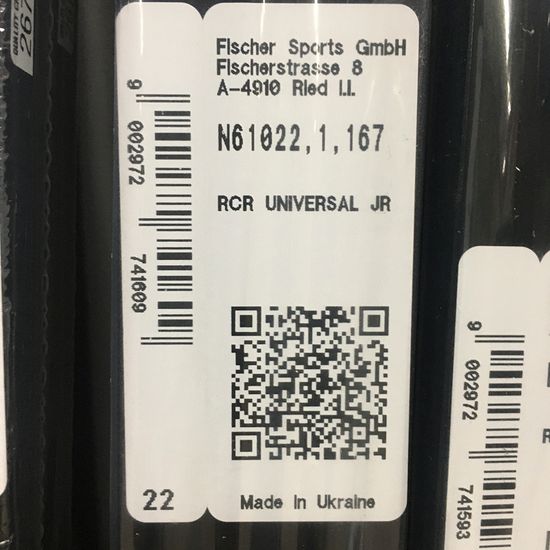 Fischer Sports GmbH
Fischerstrasse 8
A-4910 Ried I.I.
N61022,1,167
RCR UNIVERSAL JR
9 002972 741609
22
Made in Ukraine
9 002972 741593
R